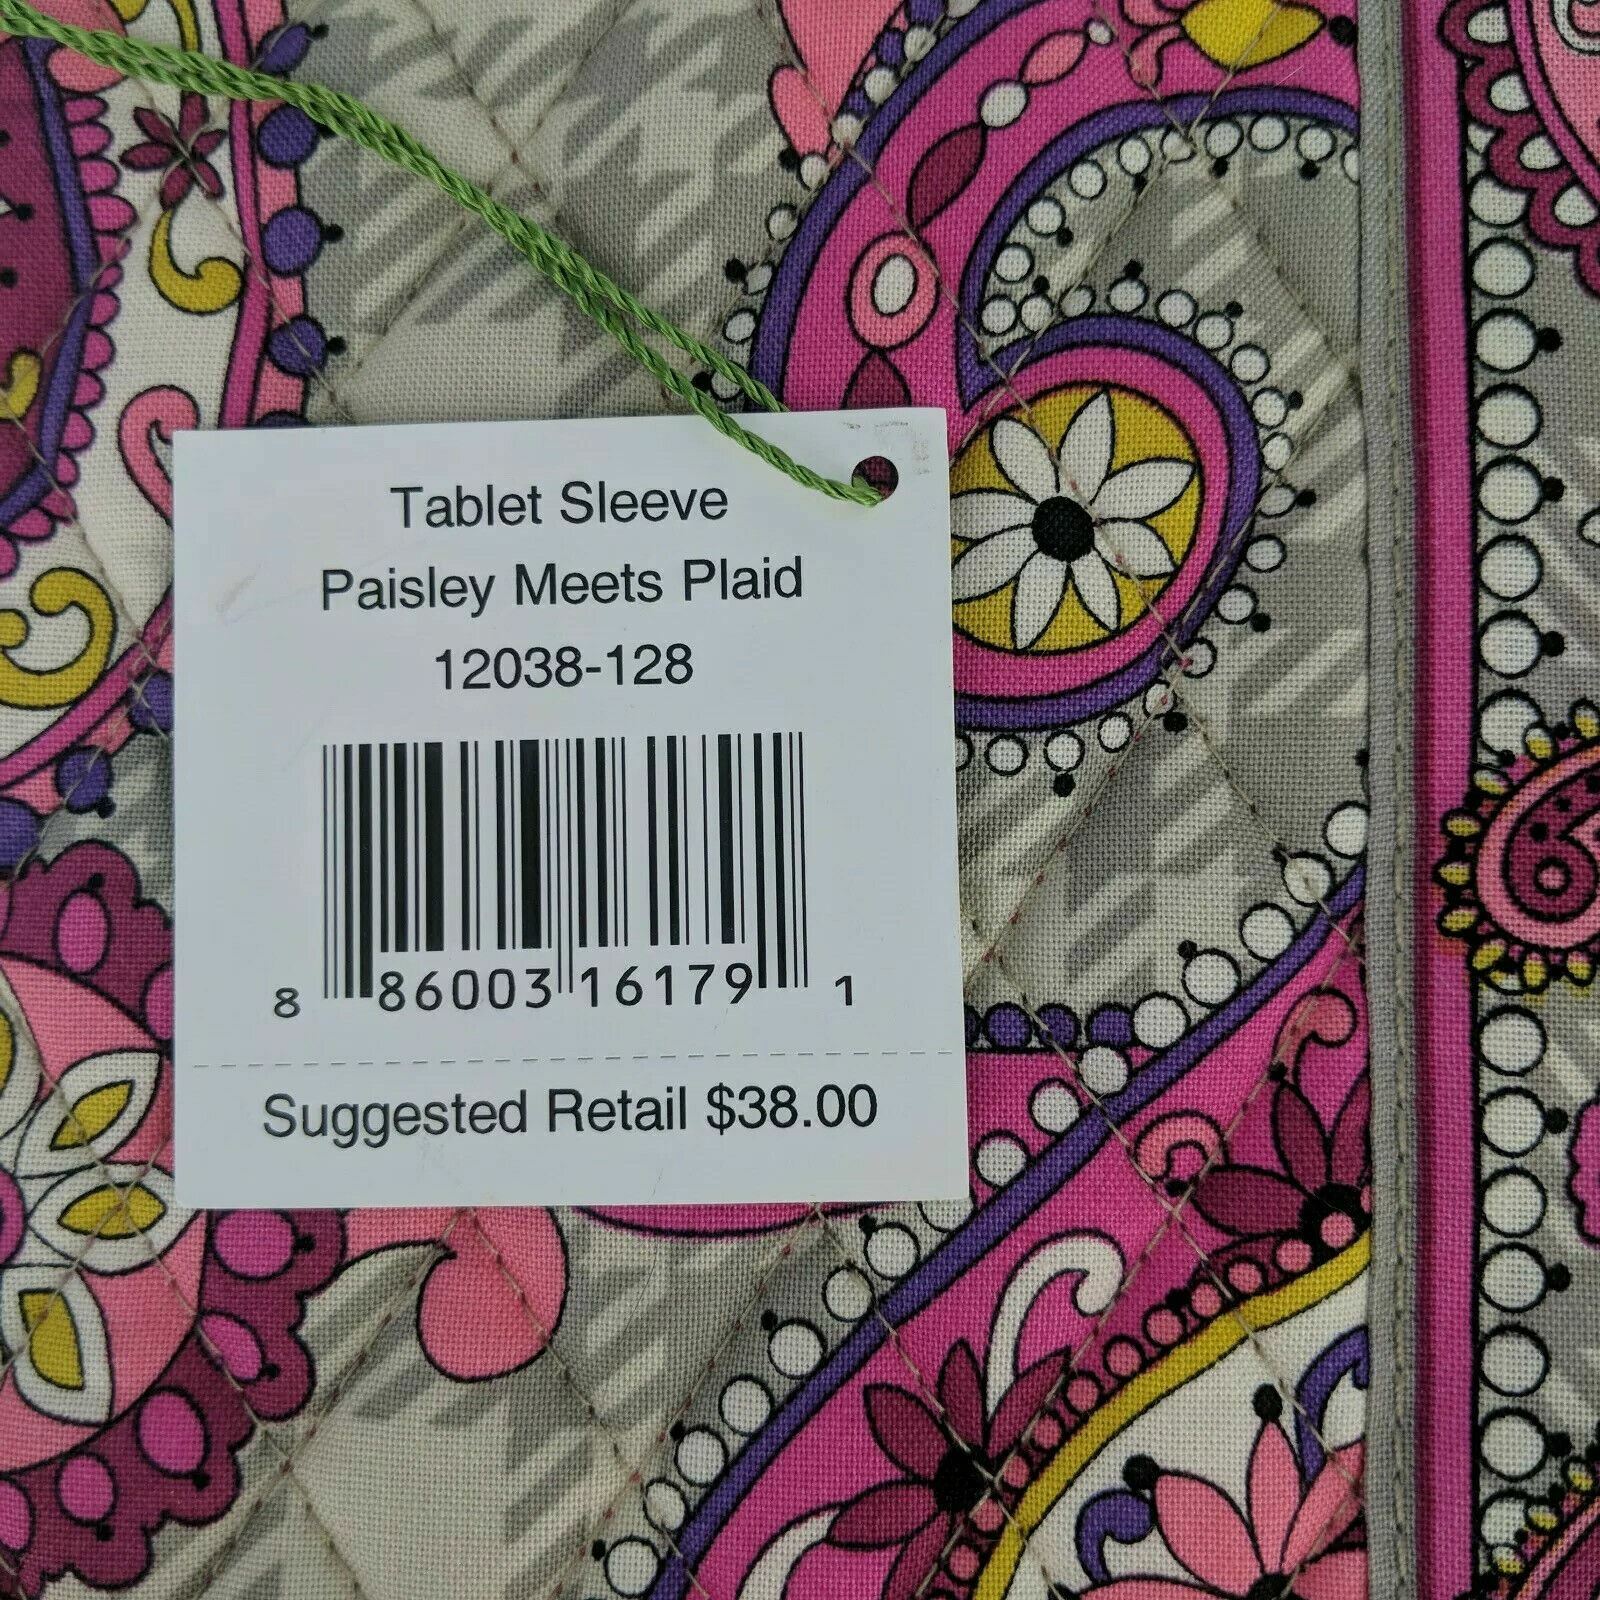 Tablet Sleeve
Paisley Meets Plaid
12038-128
8 86003 16179 1
Suggested Retail $38.00